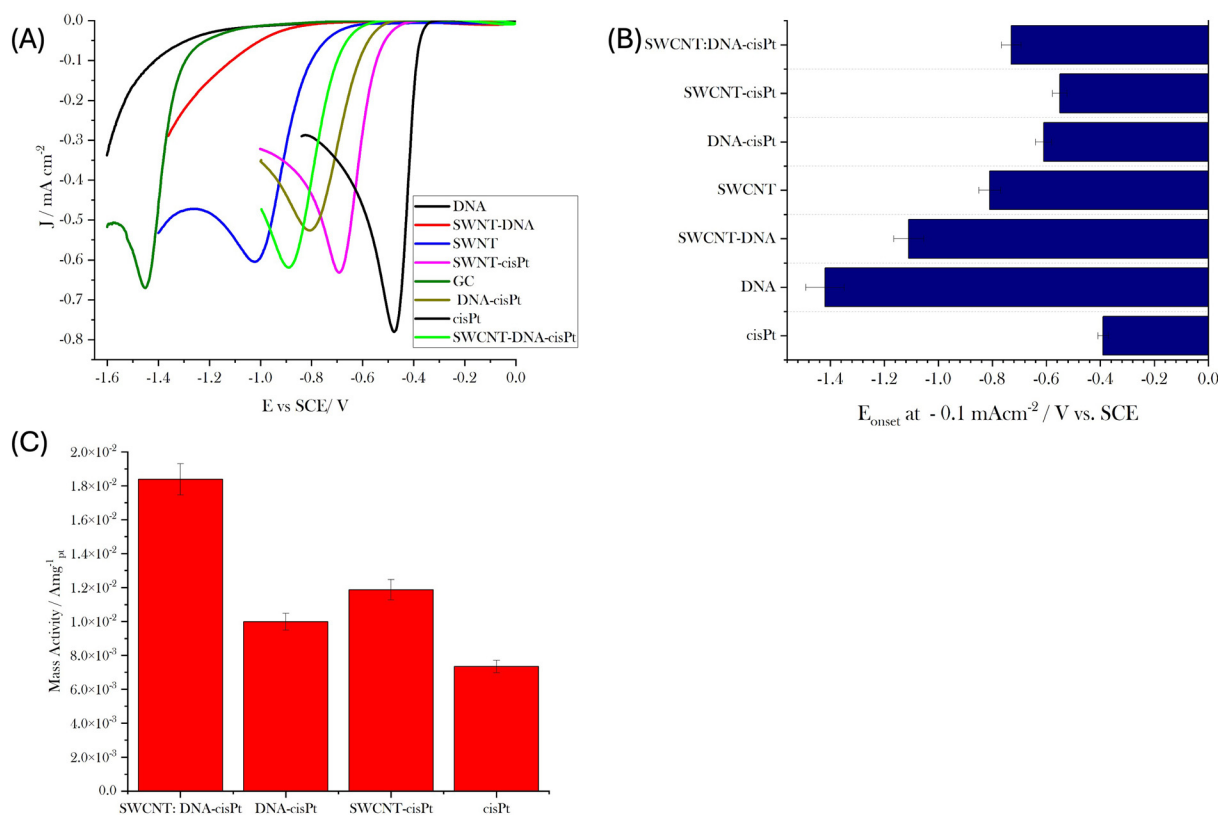 (A)
0.0
-0.1
-0.2
-0.3
-0.4
-0.5
-0.6
-0.7
-0.8
J / mA cm-2
-1.6 -1.4 -1.2 -1.0 -0.8 -0.6 -0.4 -0.2 0.0
E vs SCE/ V
DNA
SWNT-DNA
SWNT
SWNT-cisPt
GC
DNA-cisPt
cisPt
SWCNT-DNA-cisPt
(B)
SWCNT:DNA-cisPt
SWCNT-cisPt
DNA-cisPt
SWCNT
SWCNT-DNA
DNA
cisPt
-1.4 -1.2 -1.0 -0.8 -0.6 -0.4 -0.2 0.0
Eonset at - 0.1 mAcm-2 / V vs. SCE
(C)
2.0×10-2
1.8×10-2
1.6×10-2
1.4×10-2
1.2×10-2
1.0×10-2
8.0×10-3
6.0×10-3
4.0×10-3
2.0×10-3
0.0
Mass Activity / Amg-1pt
SWCNT: DNA-cisPt DNA-cisPt SWCNT-cisPt cisPt